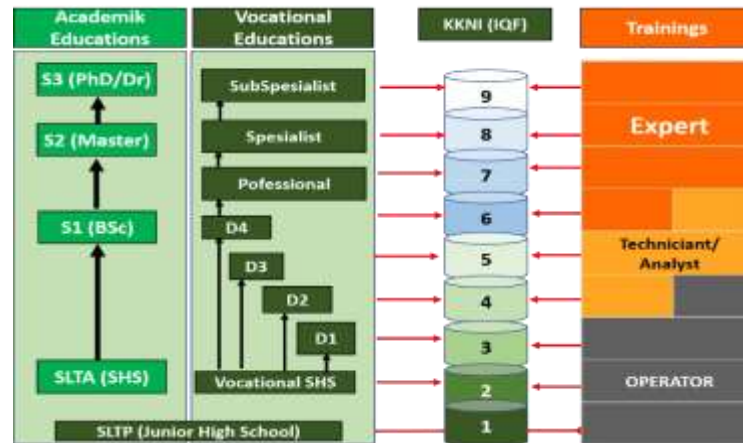 Academik
Educations
Vocational
Educations
KKNI (IQF)
Trainings
S3 (PhD/Dr)
S2 (Master)
S1 (BSc)
SLTA (SHS)
SubSpesialist
Spesialist
Pofessional
D4
D3
D2
D1
Vocational SHS
SLTP (Junior High School)
9
8
7
6
5
4
3
2
1
Expert
Techniciant/
Analyst
OPERATOR